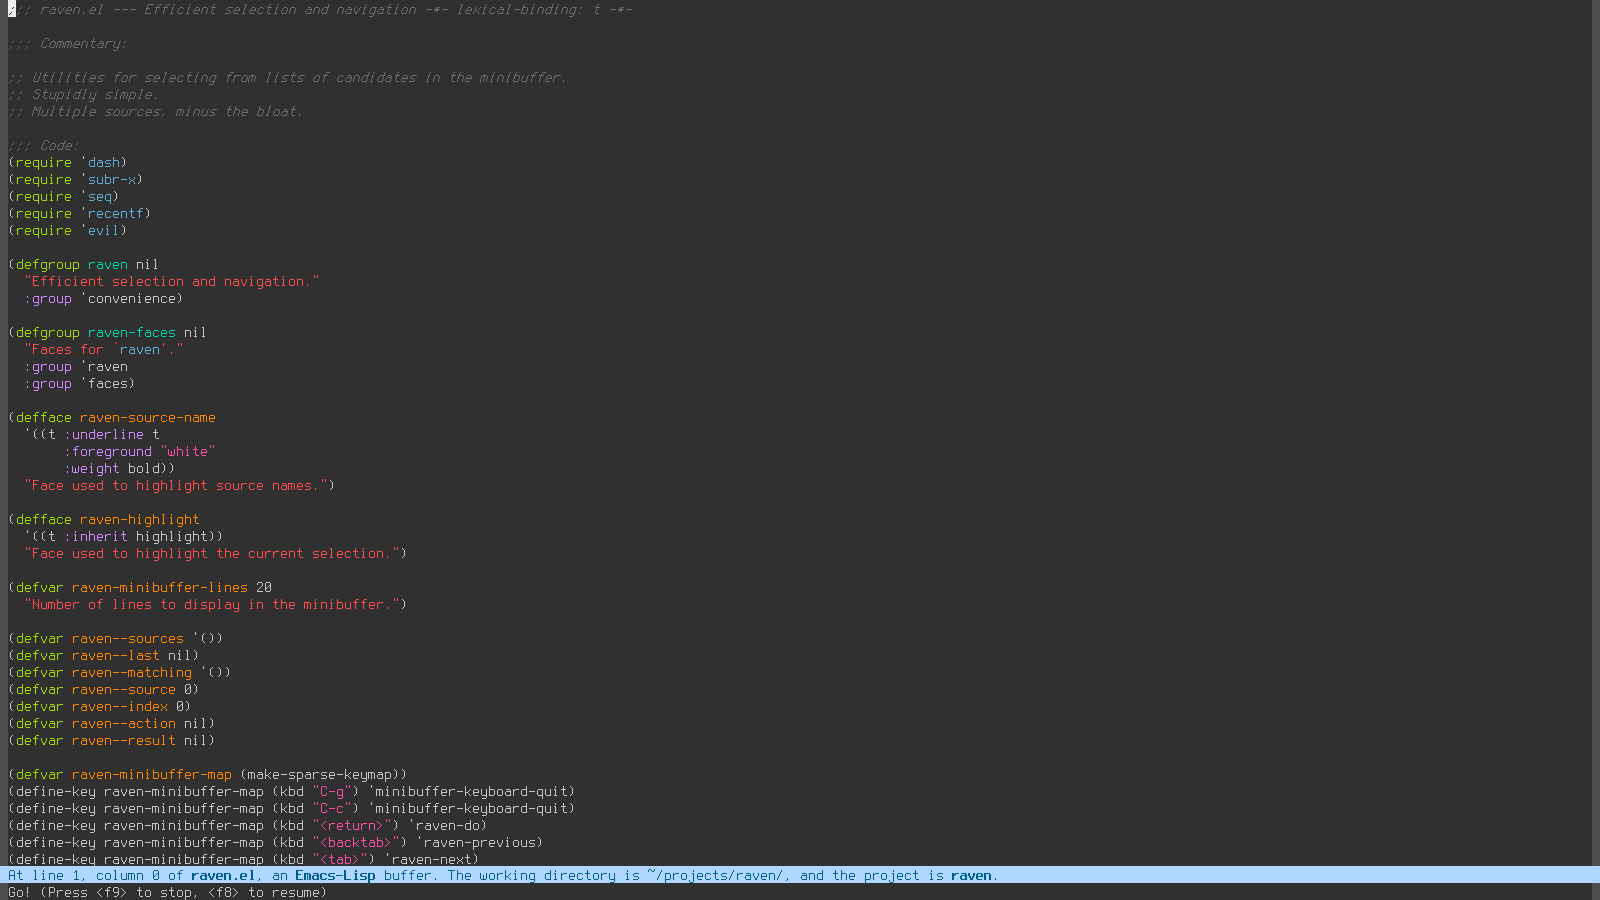 ;;; raven.el --- Efficient selection and navigation -*- lexical-binding: t -*-

;;; Commentary:

;; Utilities for selecting from lists of candidates in the minibuffer.
;; Stupidly simple.
;; Multiple sources, minus the bloat.

;;; Code:
(require 'dash)
(require 'subr-x)
(require 'seq)
(require 'recentf)
(require 'evil)

(defgroup raven nil
  "Efficient selection and navigation."
  :group 'convenience)

(defgroup raven-faces nil
  "Faces for `raven'."
  :group 'raven
  :group 'faces)

(defface raven-source-name
  '((t :underline t
       :foreground "white"
       :weight bold))
  "Face used to highlight source names.")

(defface raven-highlight
  '((t :inherit highlight))
  "Face used to highlight the current selection.")

(defvar raven-minibuffer-lines 20
  "Number of lines to display in the minibuffer.")

(defvar raven--sources '())
(defvar raven--last nil)
(defvar raven--matching '())
(defvar raven--source 0)
(defvar raven--index 0)
(defvar raven--action nil)
(defvar raven--result nil)

(defvar raven-minibuffer-map (make-sparse-keymap))
(define-key raven-minibuffer-map (kbd "C-g") 'minibuffer-keyboard-quit)
(define-key raven-minibuffer-map (kbd "C-c") 'minibuffer-keyboard-quit)
(define-key raven-minibuffer-map (kbd "<return>") 'raven-do)
(define-key raven-minibuffer-map (kbd "<backtab>") 'raven-previous)
(define-key raven-minibuffer-map (kbd "<tab>") 'raven-next)
At line 1, column 0 of raven.el, an Emacs-Lisp buffer. The working directory is ~/projects/raven/, and the project is raven.
Go! (Press <f9> to stop, <f8> to resume)